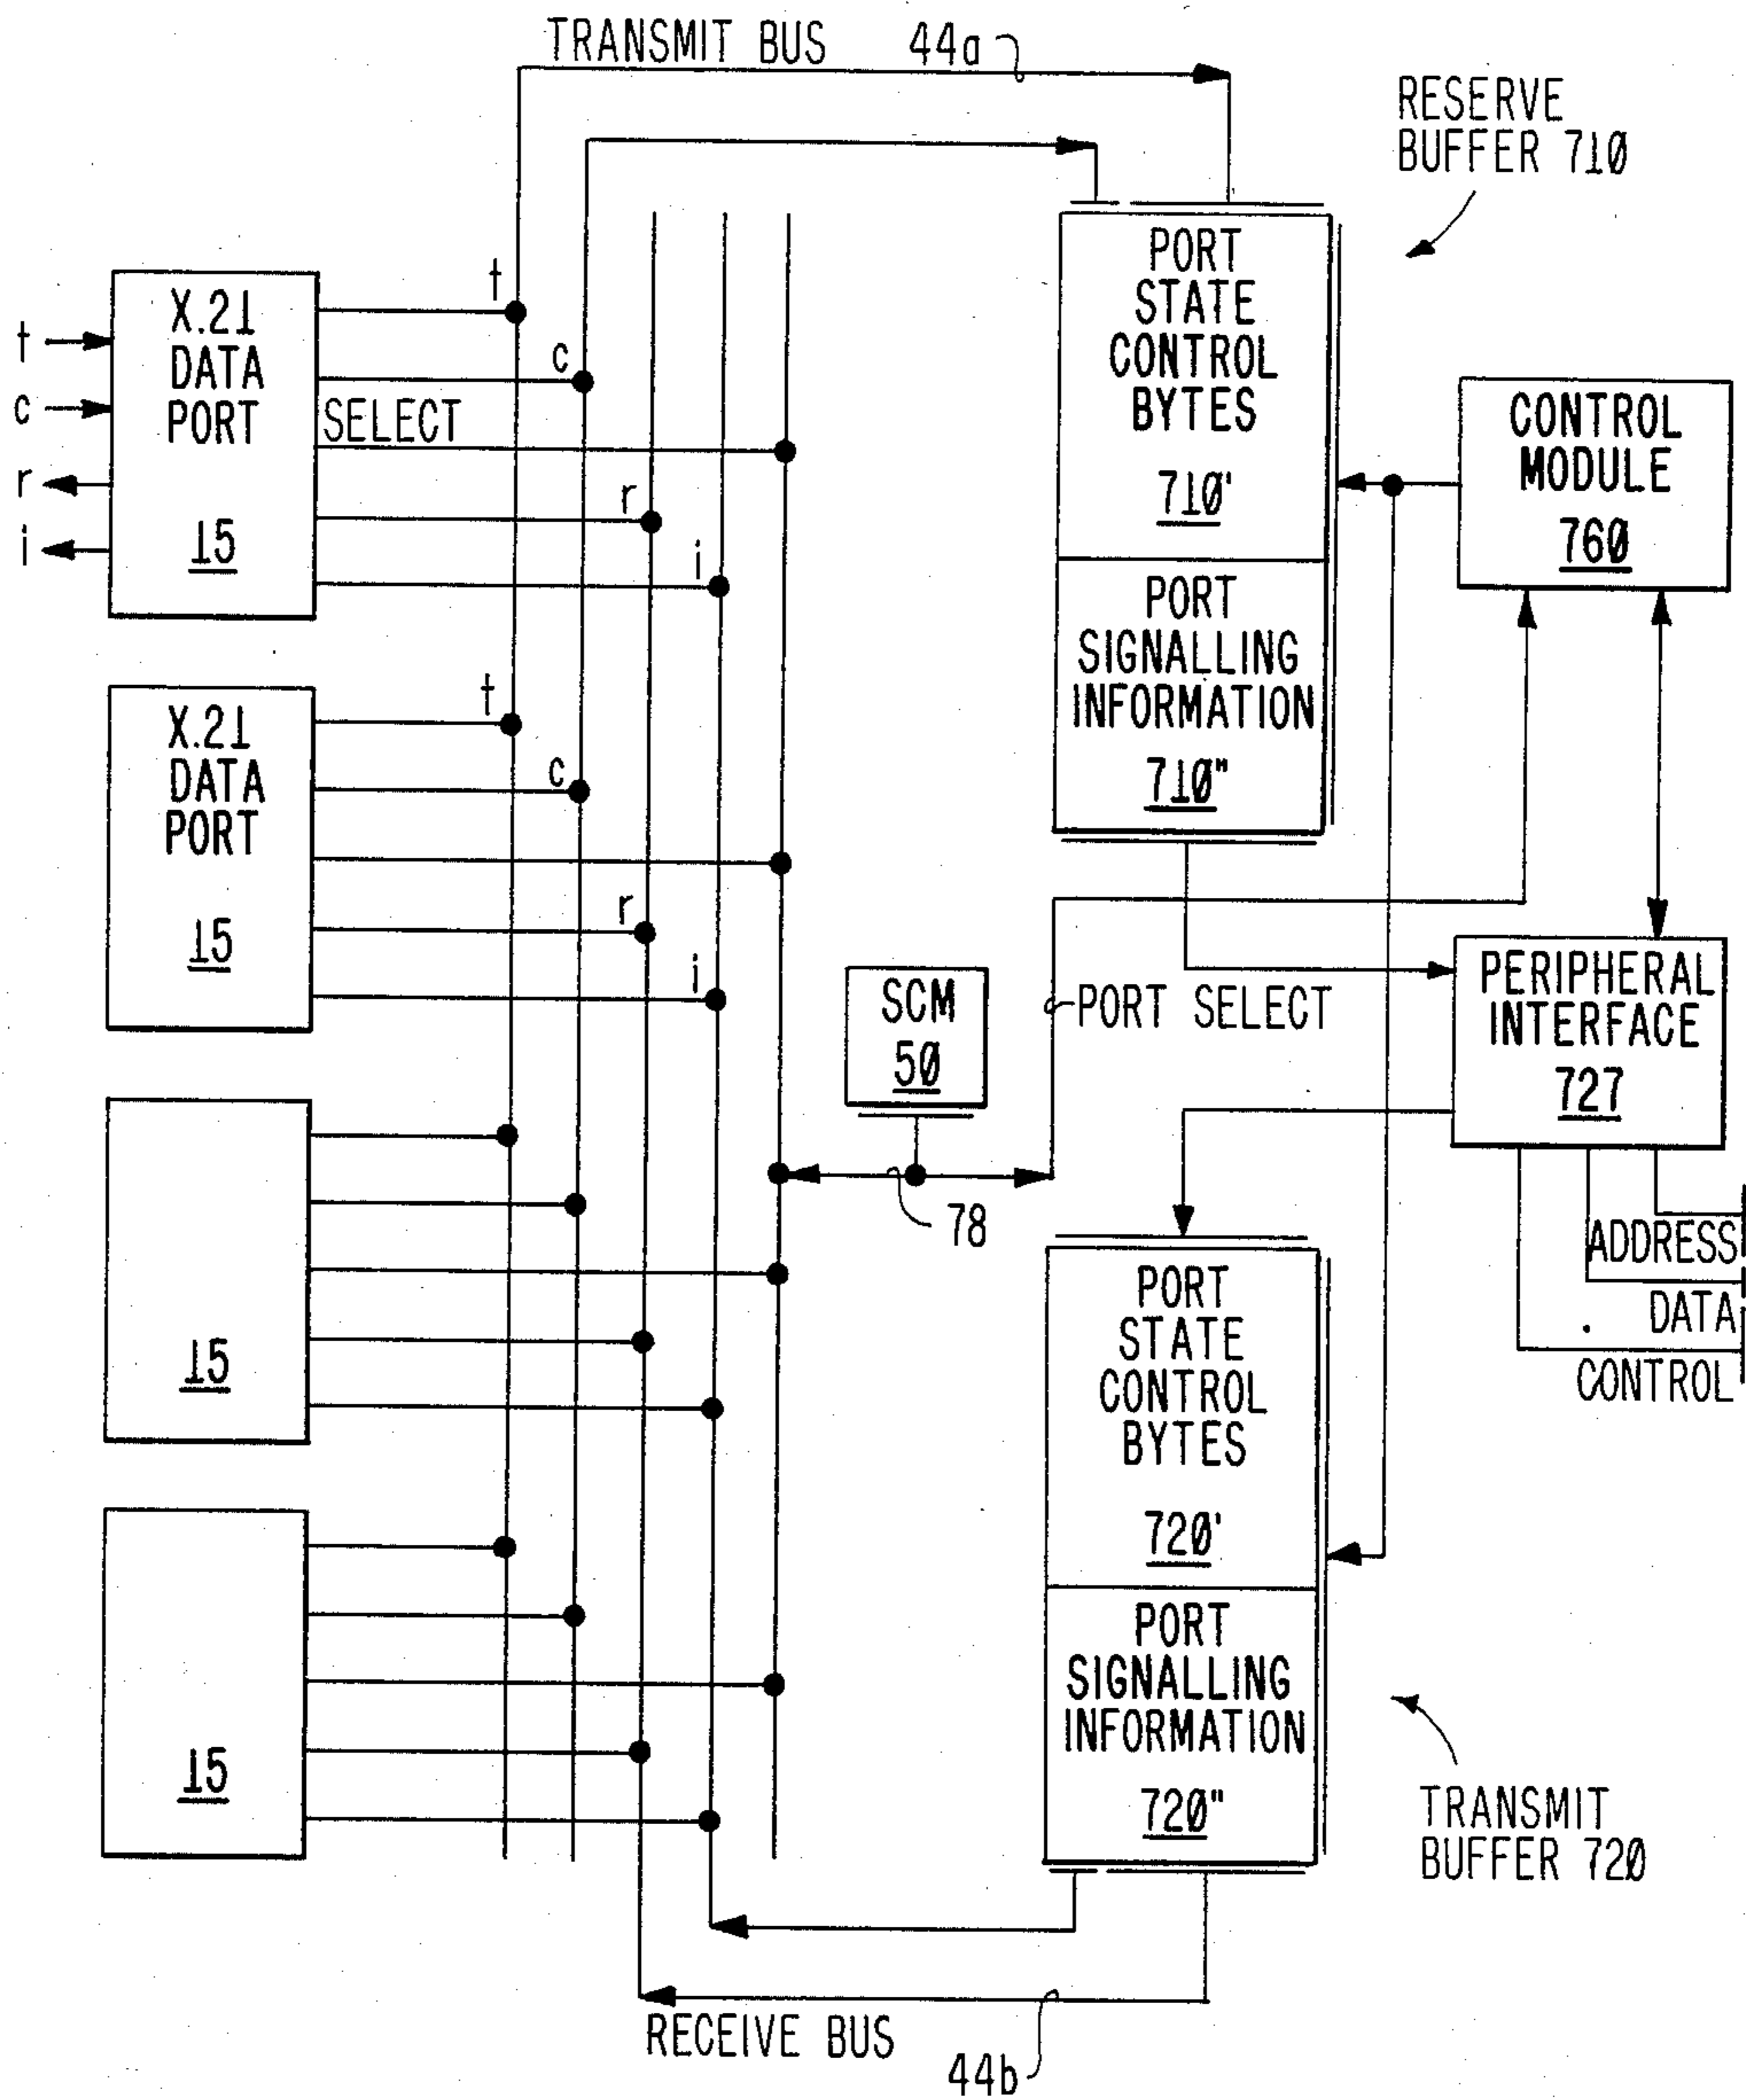 TRANSMIT BUS
44a
RESERVE
BUFFER 710
t
c
r
i
X.21
DATA
PORT
15
t
c
SELECT
r
i
PORT
STATE
CONTROL
BYTES
710'
PORT
SIGNALLING
INFORMATION
710"
CONTROL
MODULE
760
X.21
DATA
PORT
15
t
c
r
i
SCM
50
PORT SELECT
PERIPHERAL
INTERFACE
727
78
ADDRESS
DATA
CONTROL
15
PORT
STATE
CONTROL
BYTES
720'
PORT
SIGNALLING
INFORMATION
720"
15
TRANSMIT
BUFFER 720
RECEIVE BUS
44b